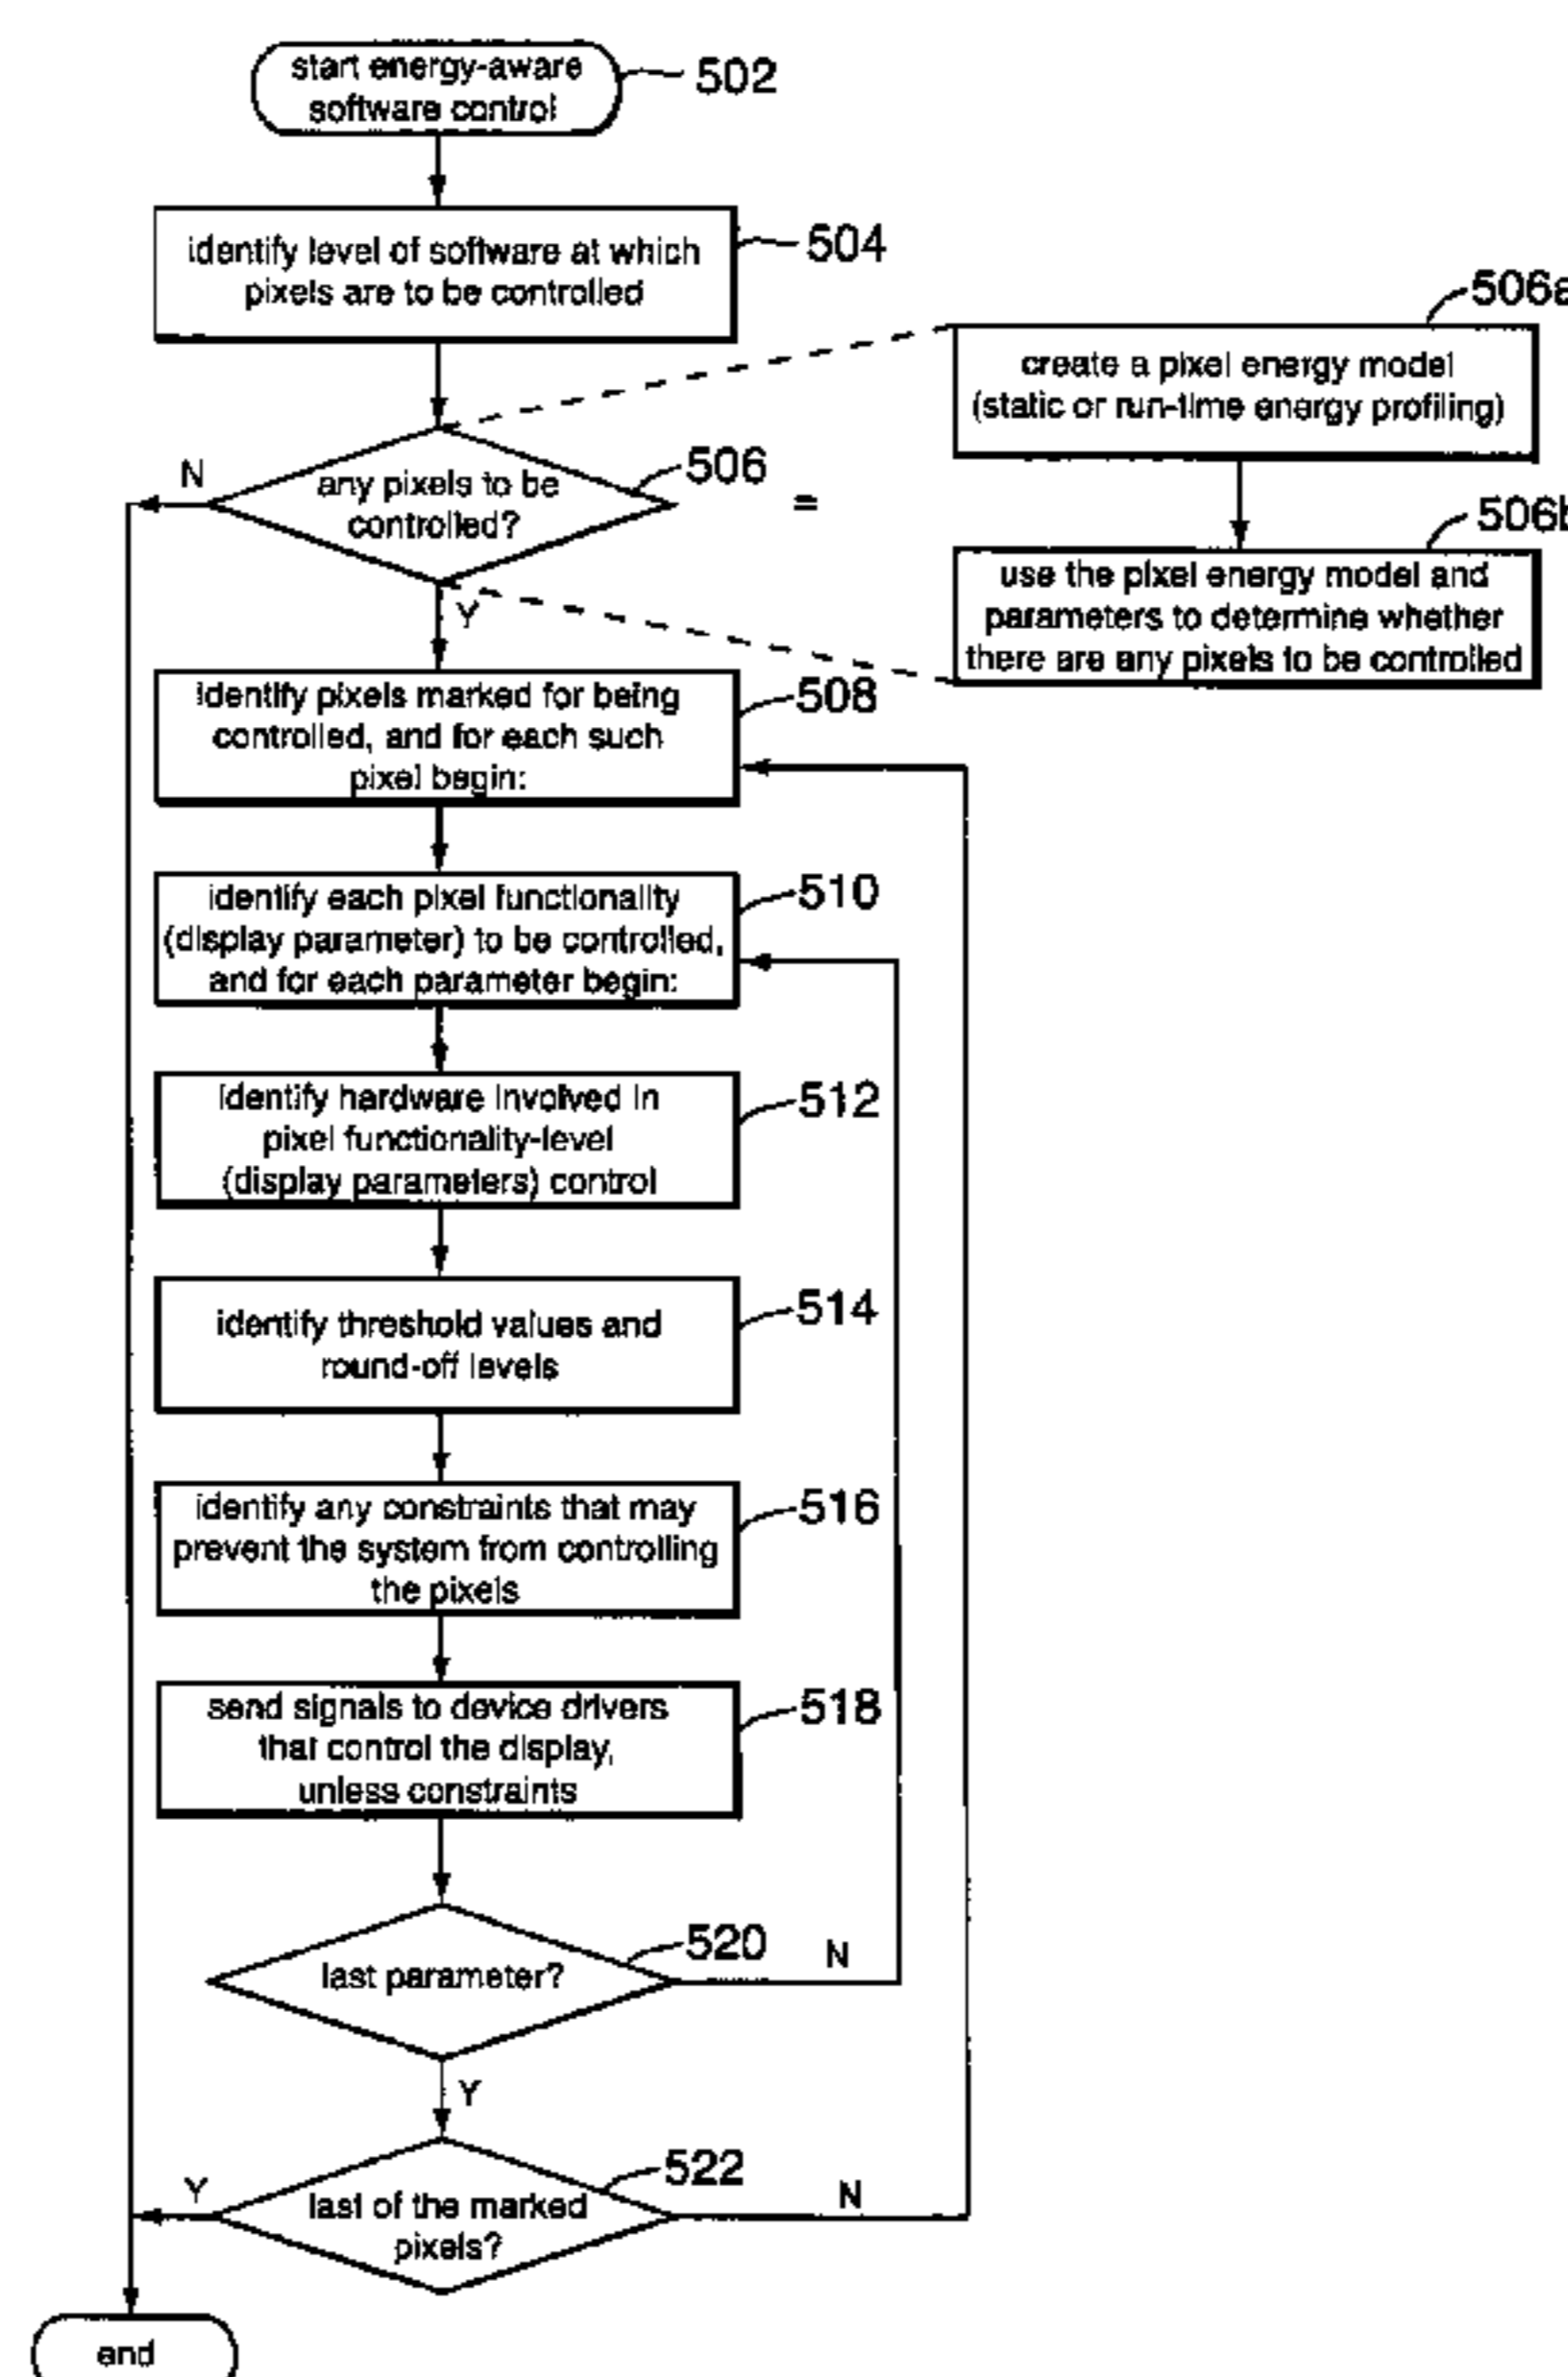 start energy-aware
software control
502
identify level of software at which
pixels are to be controlled
504
506a
create a pixel energy model
(static or run-time energy profiling)
N
any pixels to be
controlled?
506
=
506b
use the pixel energy model and
parameters to determine whether
there are any pixels to be controlled
Y
identify pixels marked for being
controlled, and for each such
pixel begin:
508
identify each pixel functionality
(display parameter) to be controlled,
and for each parameter begin:
510
identify hardware involved in
pixel functionality-level
(display parameters) control
512
identify threshold values and
round-off levels
514
identify any constraints that may
prevent the system from controlling
the pixels
516
send signals to device drivers
that control the display,
unless constraints
518
last parameter?
520
N
Y
Y
last of the marked
pixels?
522
N
end